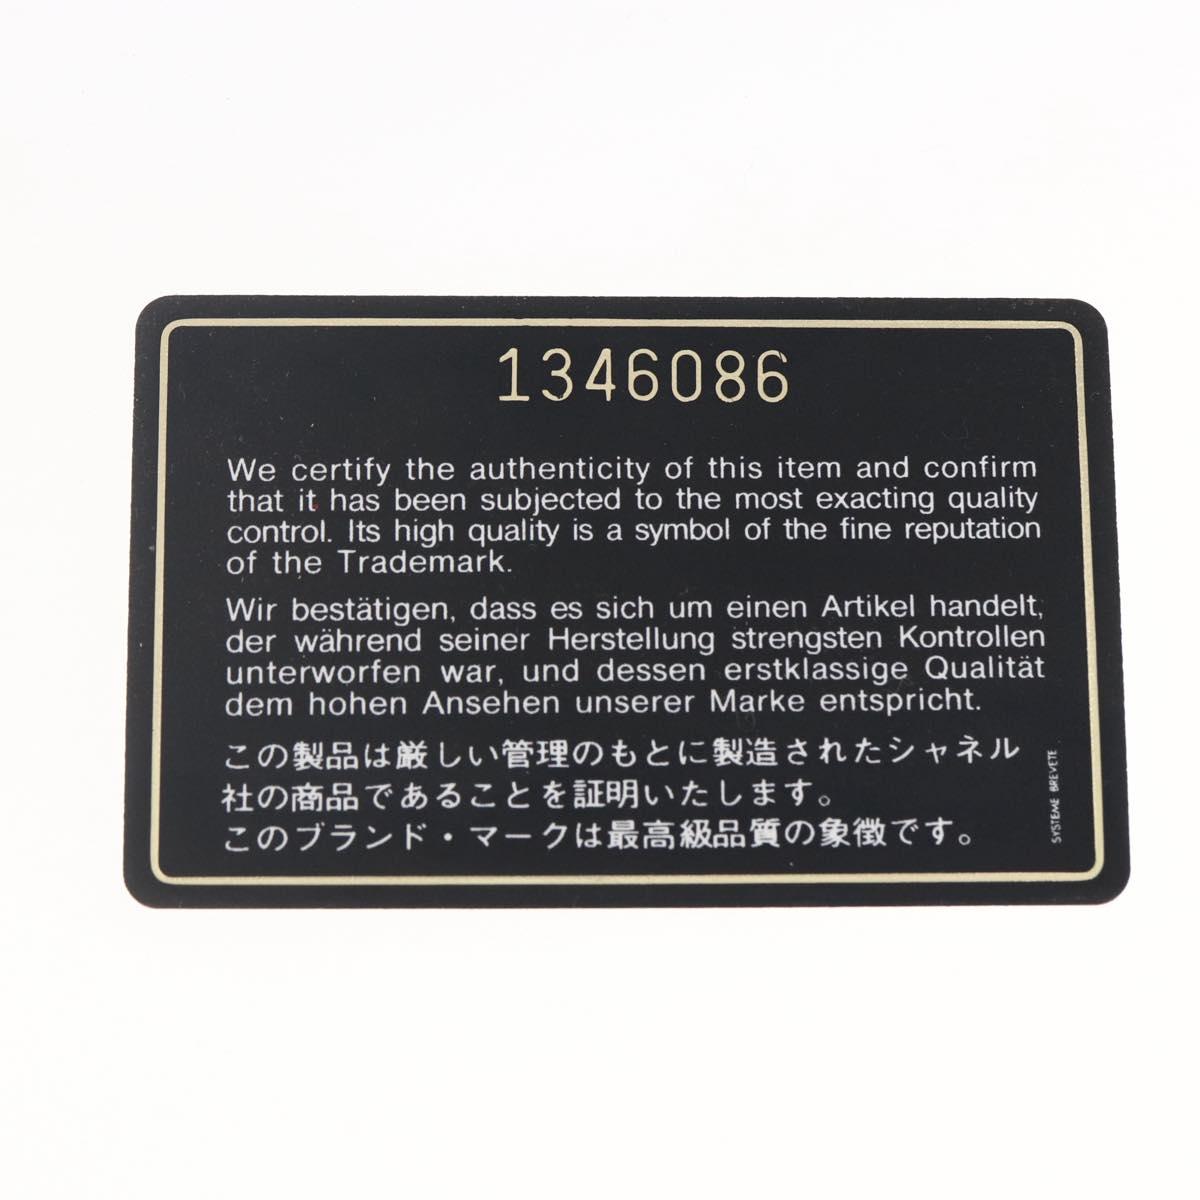 1346086
We certify the authenticity of this item and confirm
that it has been subjected to the most exacting quality
control. Its high quality is a symbol of the fine reputation
of the Trademark.
Wir bestätigen, dass es sich um einen Artikel handelt,
der während seiner Herstellung strengsten Kontrollen
unterworfen war, und dessen erstklassige Qualität
dem hohen Ansehen unserer Marke entspricht.
この製品は厳しい管理のもとに製造されたシャネル
社の商品であることを証明いたします。
このブランド・マークは最高級品質の象徴です。
SYSTEME BREVETE